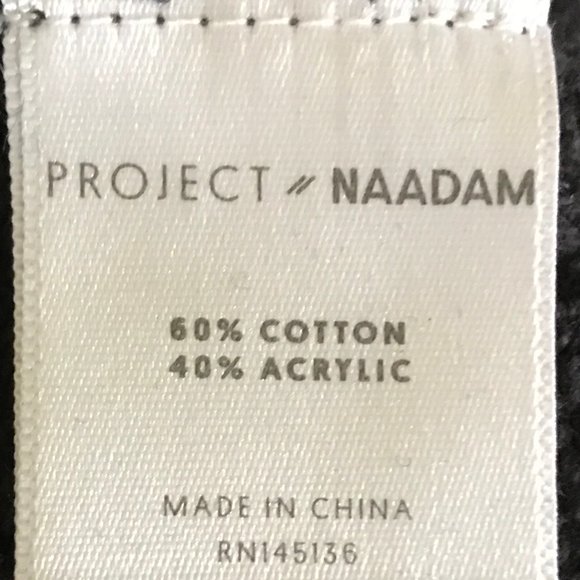 PROJECT // NAADAM
60% COTTON
40% ACRYLIC
MADE IN CHINA
RN145136